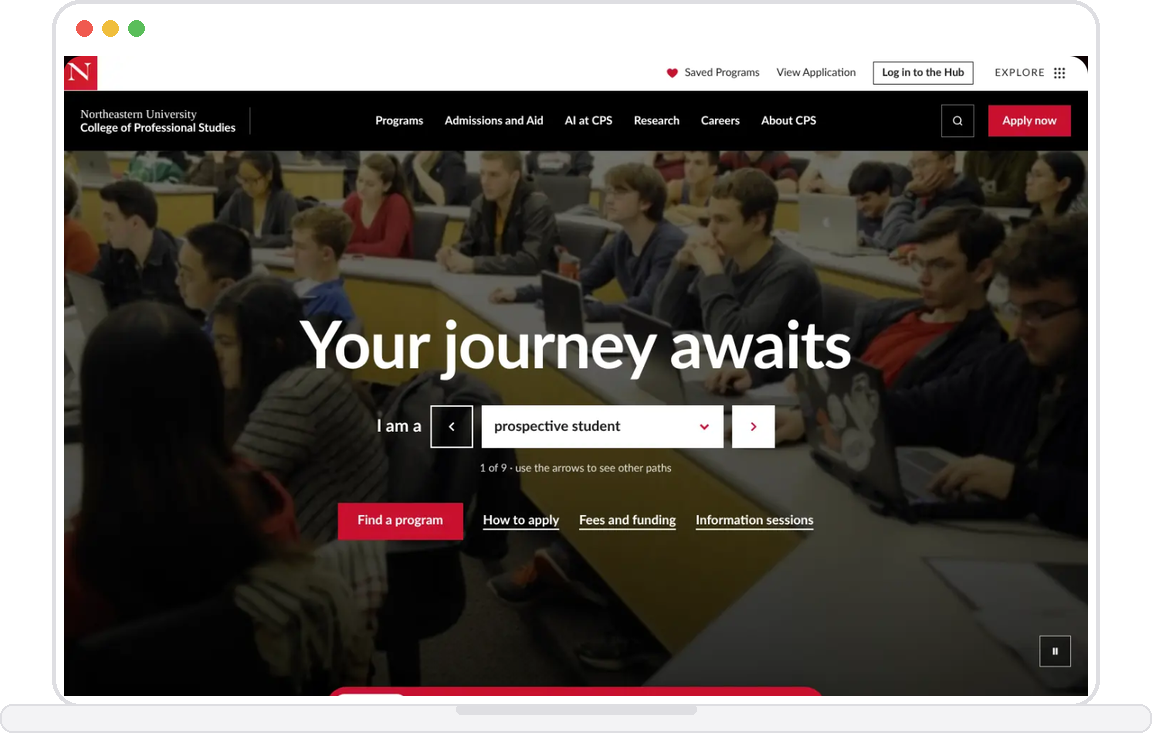 N
Saved Programs
View Application
Log in to the Hub
EXPLORE
Northeastern University
College of Professional Studies
Programs
Admissions and Aid
AI at CPS
Research
Careers
About CPS
Apply now
Your journey awaits
I am a
prospective student
1 of 9 · use the arrows to see other paths
Find a program
How to apply
Fees and funding
Information sessions